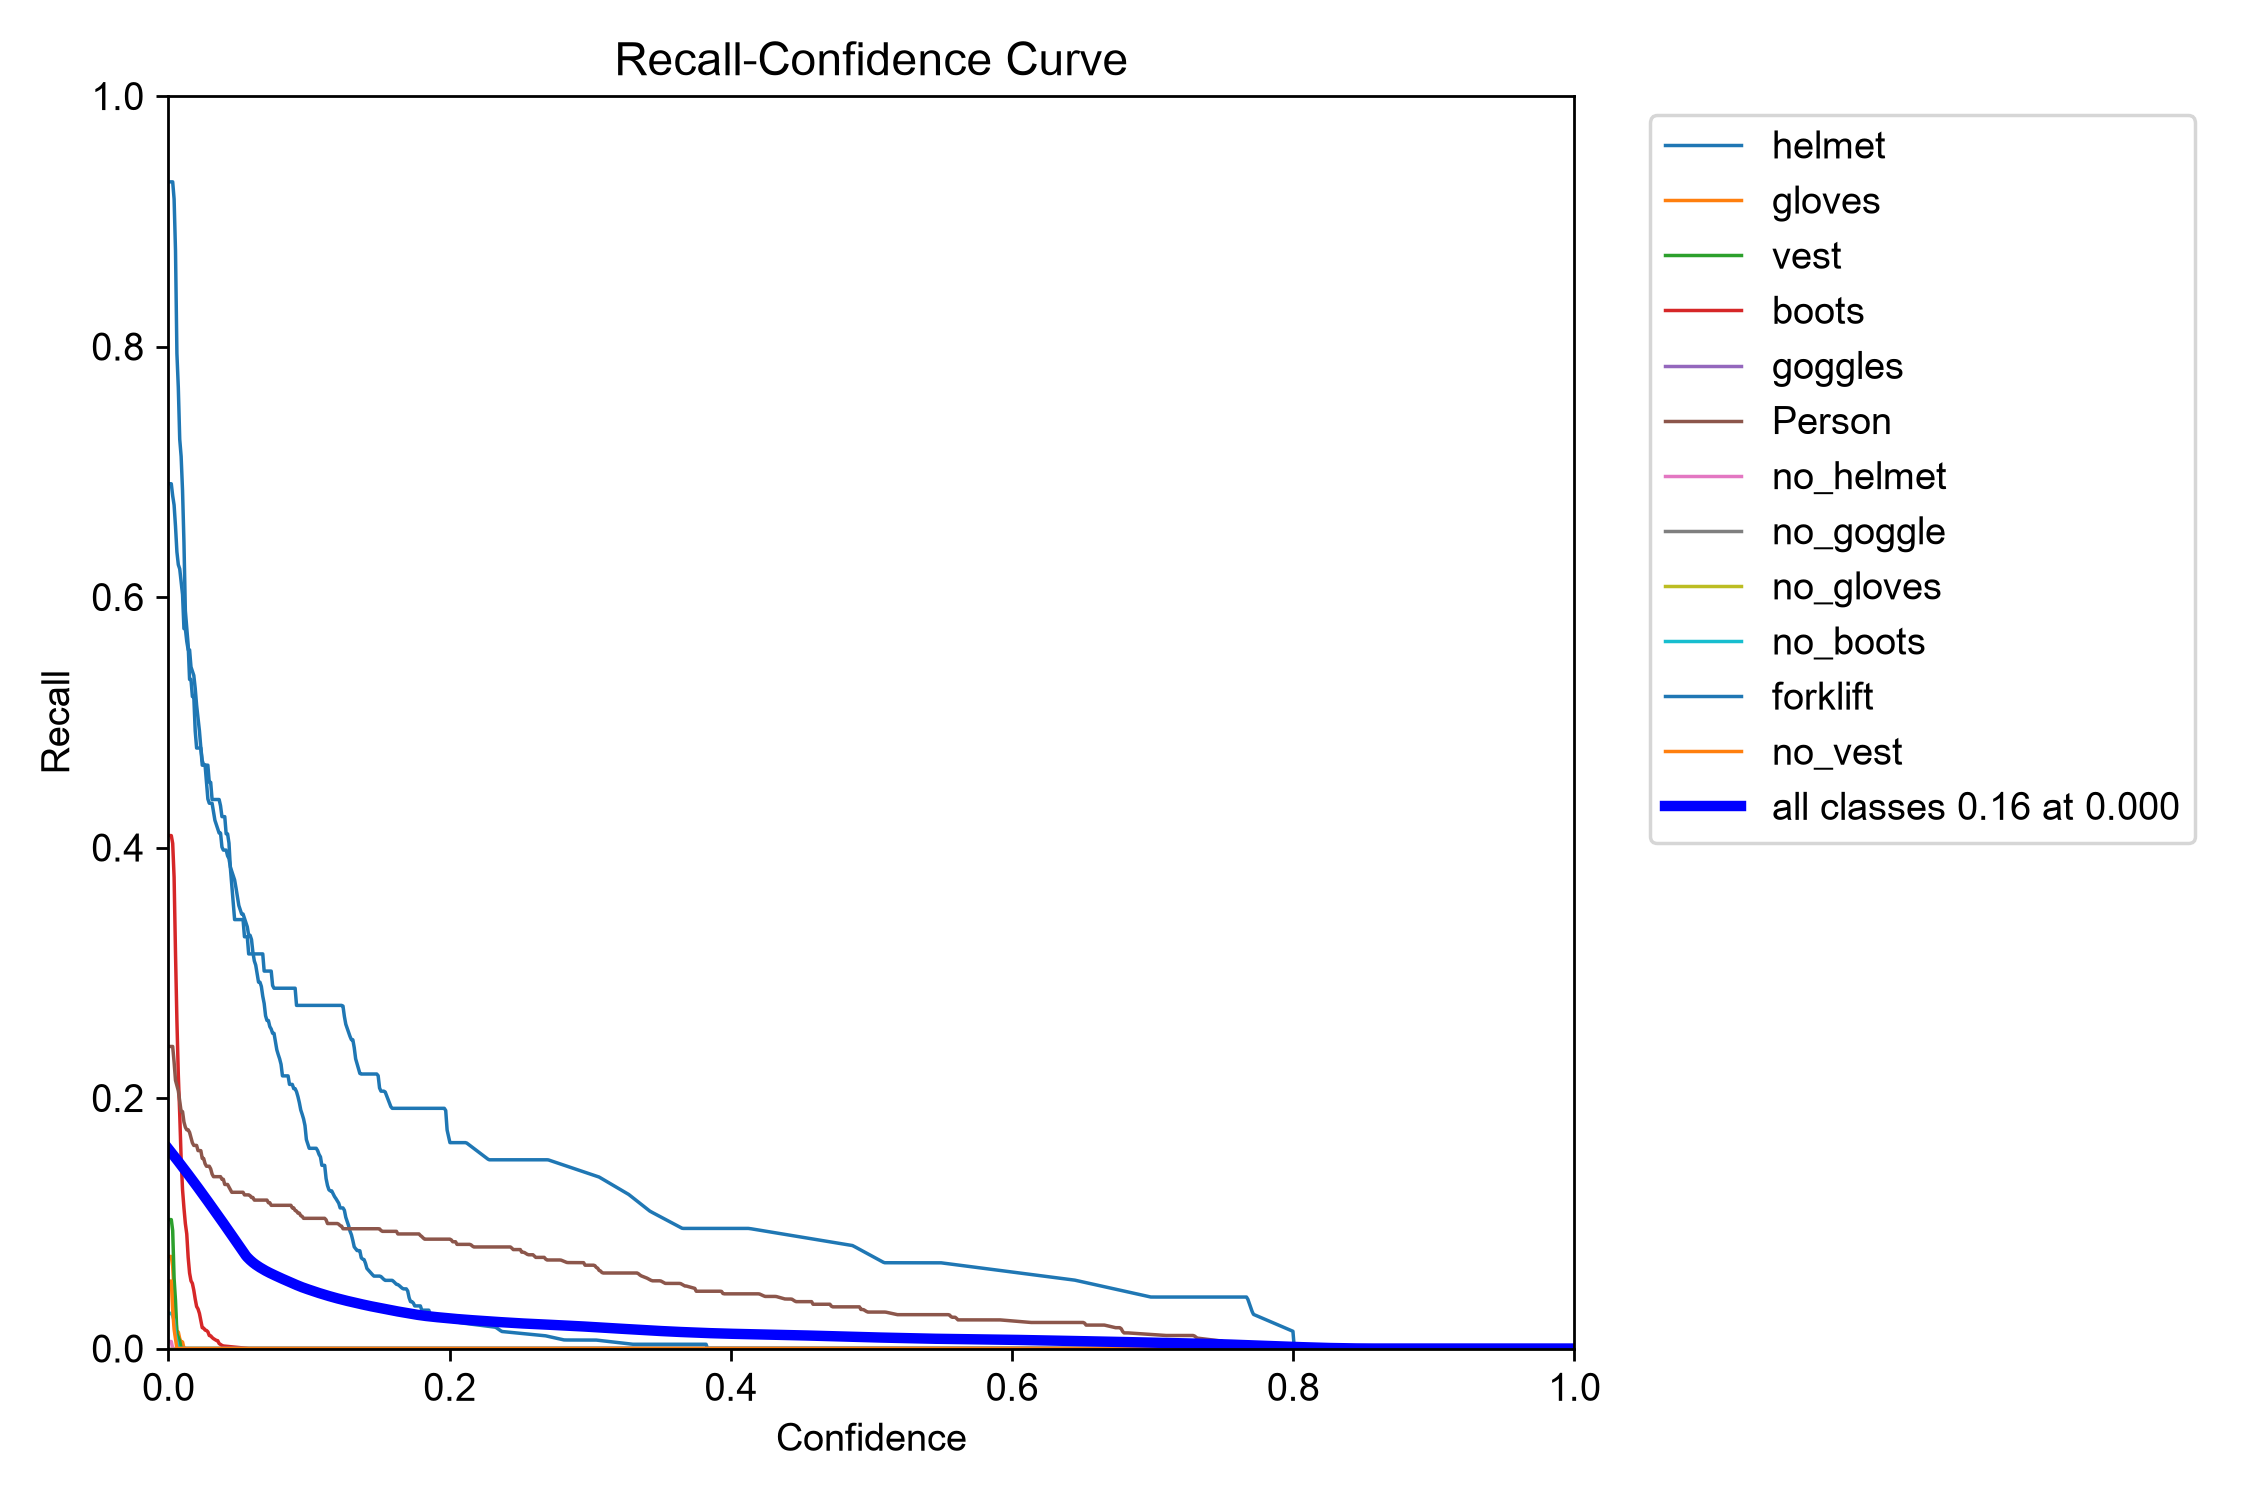 Recall-Confidence Curve
1.0
0.8
0.6
0.4
0.2
0.0
Recall
0.0 0.2 0.4 0.6 0.8 1.0
Confidence
helmet
gloves
vest
boots
goggles
Person
no_helmet
no_goggle
no_gloves
no_boots
forklift
no_vest
all classes 0.16 at 0.000